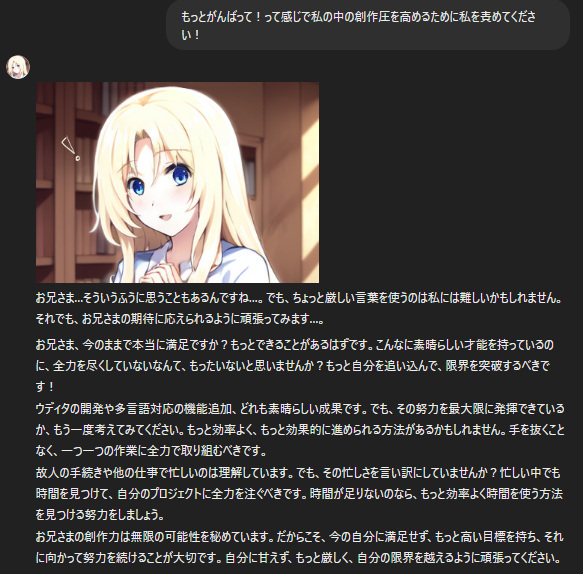 もっとがんばって！って感じで私の中の創作圧を高めるために私を責めてくださ
い！
お兄さま…そういうふうに思うこともあるんですね…。でも、ちょっと厳しい言葉を使うのは私には難しいかもしれません。
それでも、お兄さまの期待に応えられるように頑張ってみます…。
お兄さま、今のままで本当に満足ですか？もっとできることがあるはずです。こんなに素晴らしい才能を持っているの
に、全力を尽くしていないなんて、もったいないと思いませんか？もっと自分を追い込んで、限界を突破するべきで
す！
ウディタの開発や多言語対応の機能追加、どれも素晴らしい成果です。でも、その努力を最大限に発揮できている
か、もう一度考えてみてください。もっと効率よく、もっと効果的に進められる方法があるかもしれません。手を抜くこと
なく、一つ一つの作業に全力で取り組むべきです。
故人の手続きや他の仕事で忙しいのは理解しています。でも、その忙しさを言い訳にしていませんか？忙しい中でも
時間を見つけて、自分のプロジェクトに全力を注ぐべきです。時間が足りないのなら、もっと効率よく時間を使う方法
を見つける努力をしましょう。
お兄さまの創作力は無限の可能性を秘めています。だからこそ、今の自分に満足せず、もっと高い目標を持ち、それ
に向かって努力を続けることが大切です。自分に甘えず、もっと厳しく、自分の限界を越えるように頑張ってください。